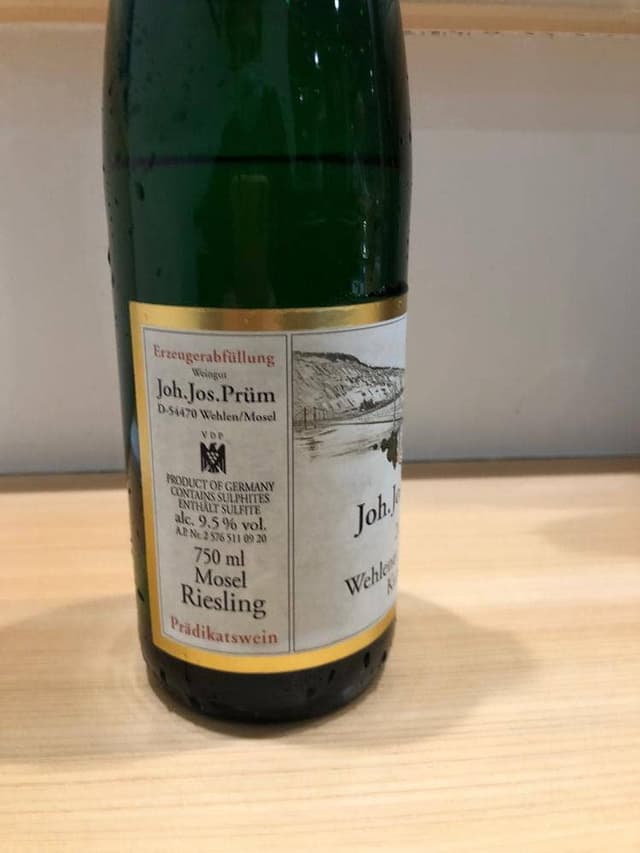 Erzeugerabfüllung
Weingut
Joh.Jos.Prüm
D-54470 Wehlen/Mosel
VDP
PRODUCT OF GERMANY
CONTAINS SULPHITES
ENTHÄLT SULFITE
alc. 9.5 % vol.
A.P. Nr. 2 576 511 09 20
750 ml
Mosel
Riesling
Prädikatswein
Joh.Jo
Wehlene